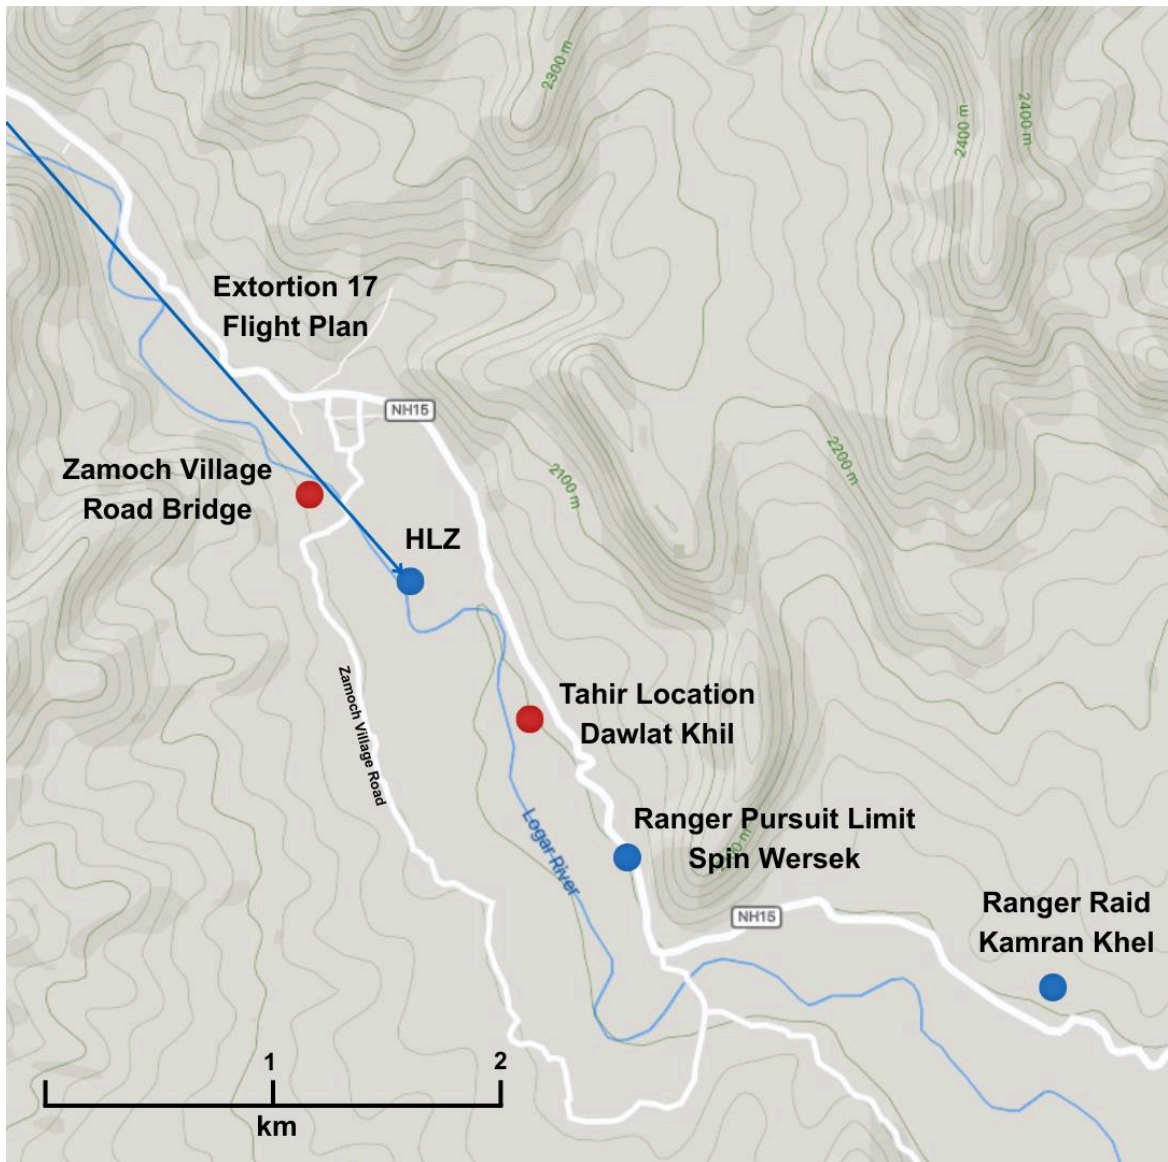 2300 m
2400 m
2400 m
Extortion 17
Flight Plan
NH15
2200 m
2100 m
Zamoch Village
Road Bridge
HLZ
Zamoch Village Road
Tahir Location
Dawlat Khil
Logar River
Ranger Pursuit Limit
Spin Wersek
NH15
Ranger Raid
Kamran Khel
1
2
km